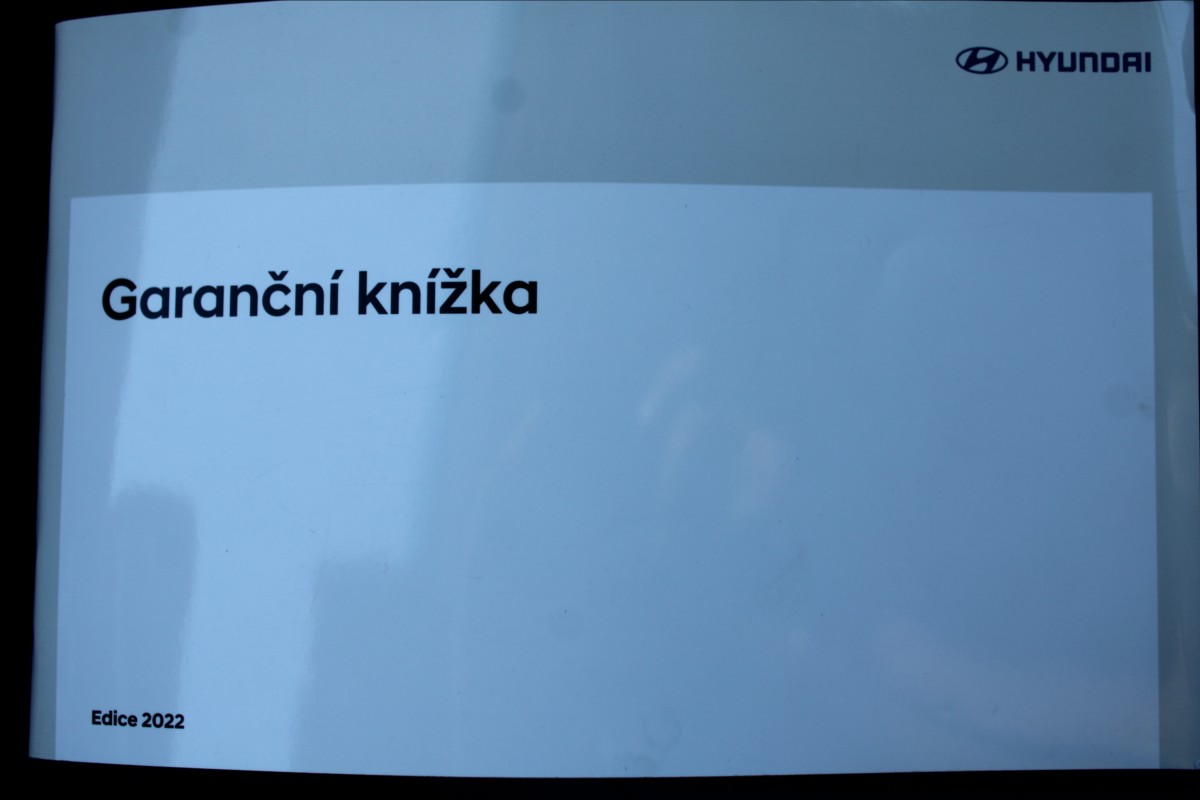 HYUNDAI
Garanční knížka
Edice 2022